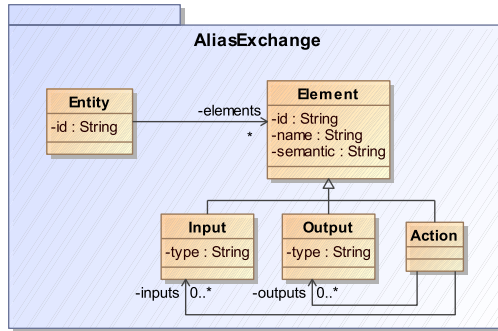 AliasExchange
Entity
-id : String
-elements
*
Element
-id : String
-name : String
-semantic : String
Input
-type : String
Output
-type : String
Action
-inputs 0..*
-outputs 0..*